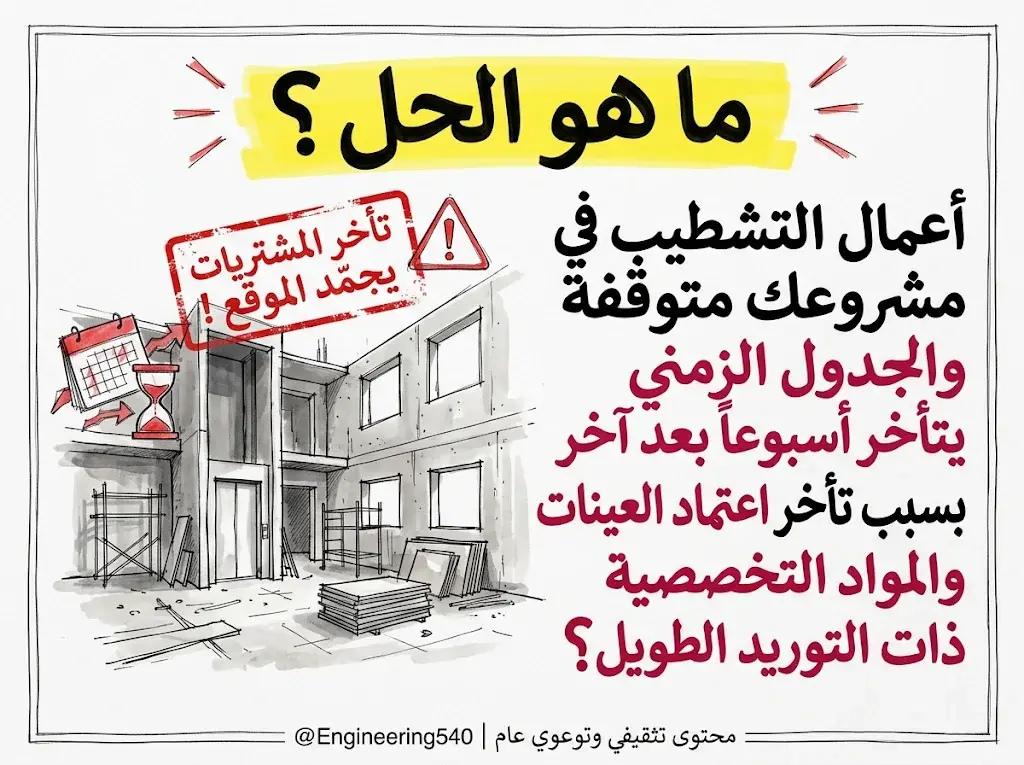 ما هو الحل ؟
تأخر المشتريات
يجمّد الموقع !
أعمال التشطيب في
مشروعك متوقفة
والجدول الزمني
يتأخر أسبوعاً بعد آخر
بسبب تأخر اعتماد العينات
والمواد التخصصية
ذات التوريد الطويل؟
محتوى تثقيفي وتوعوي عام | @Engineering540